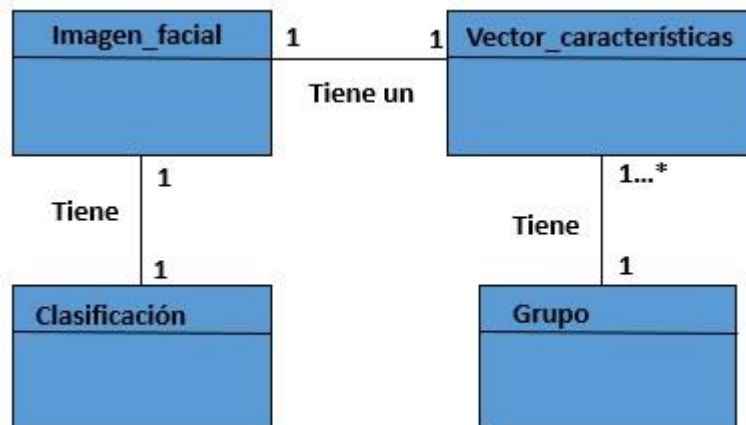 Imagen_facial
1
1
Vector_características
Tiene un
1
1...*
Tiene
Tiene
1
1
Clasificación
Grupo